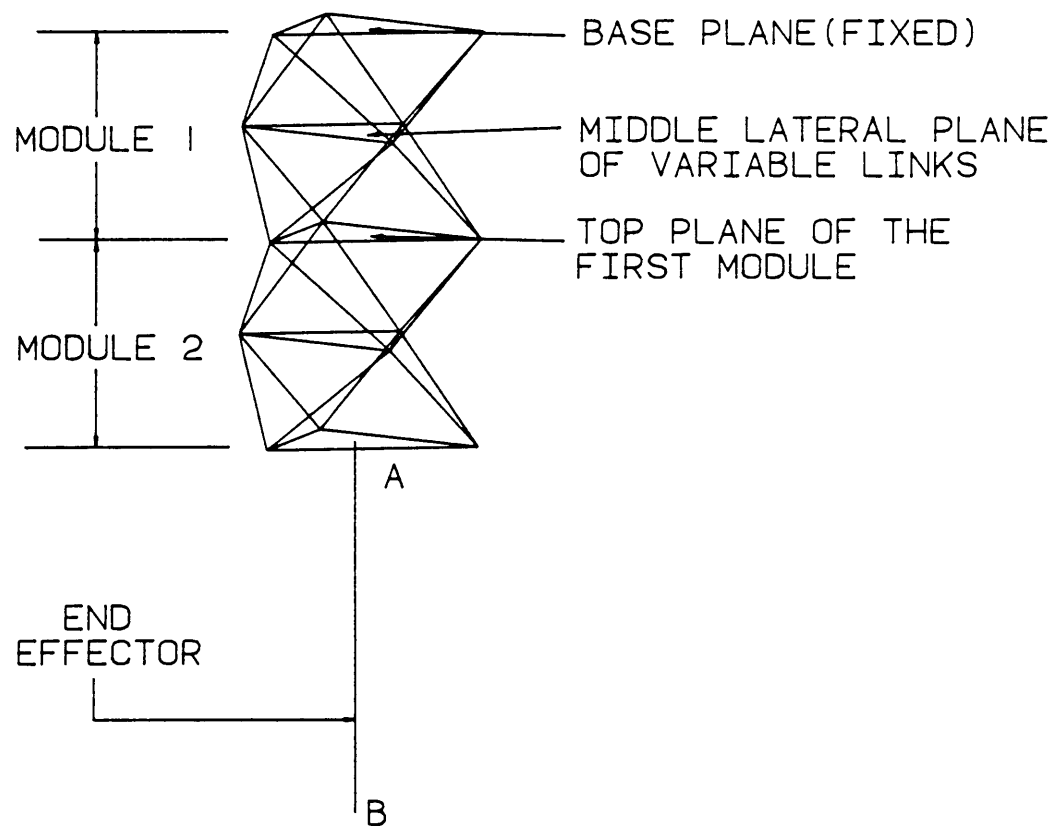 BASE PLANE(FIXED)
MODULE 1
MIDDLE LATERAL PLANE
OF VARIABLE LINKS
TOP PLANE OF THE
FIRST MODULE
MODULE 2
A
END
EFFECTOR
B